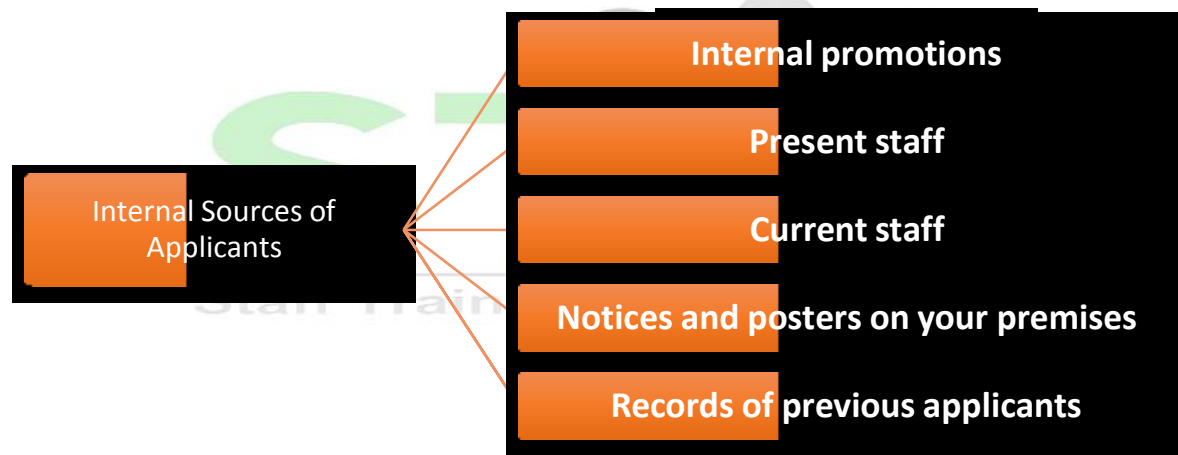 Internal promotions
Present staff
Internal Sources of
Applicants
Current staff
Notices and posters on your premises
Records of previous applicants